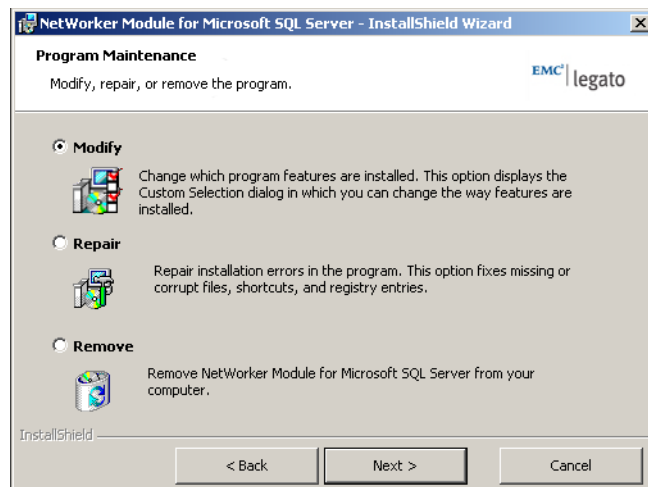 NetWorker Module for Microsoft SQL Server - InstallShield Wizard
Program Maintenance
Modify, repair, or remove the program.
EMC² legato
Modify
Change which program features are installed. This option displays the
Custom Selection dialog in which you can change the way features are
installed.
Repair
Repair installation errors in the program. This option fixes missing or
corrupt files, shortcuts, and registry entries.
Remove
Remove NetWorker Module for Microsoft SQL Server from your
computer.
InstallShield
< Back
Next >
Cancel